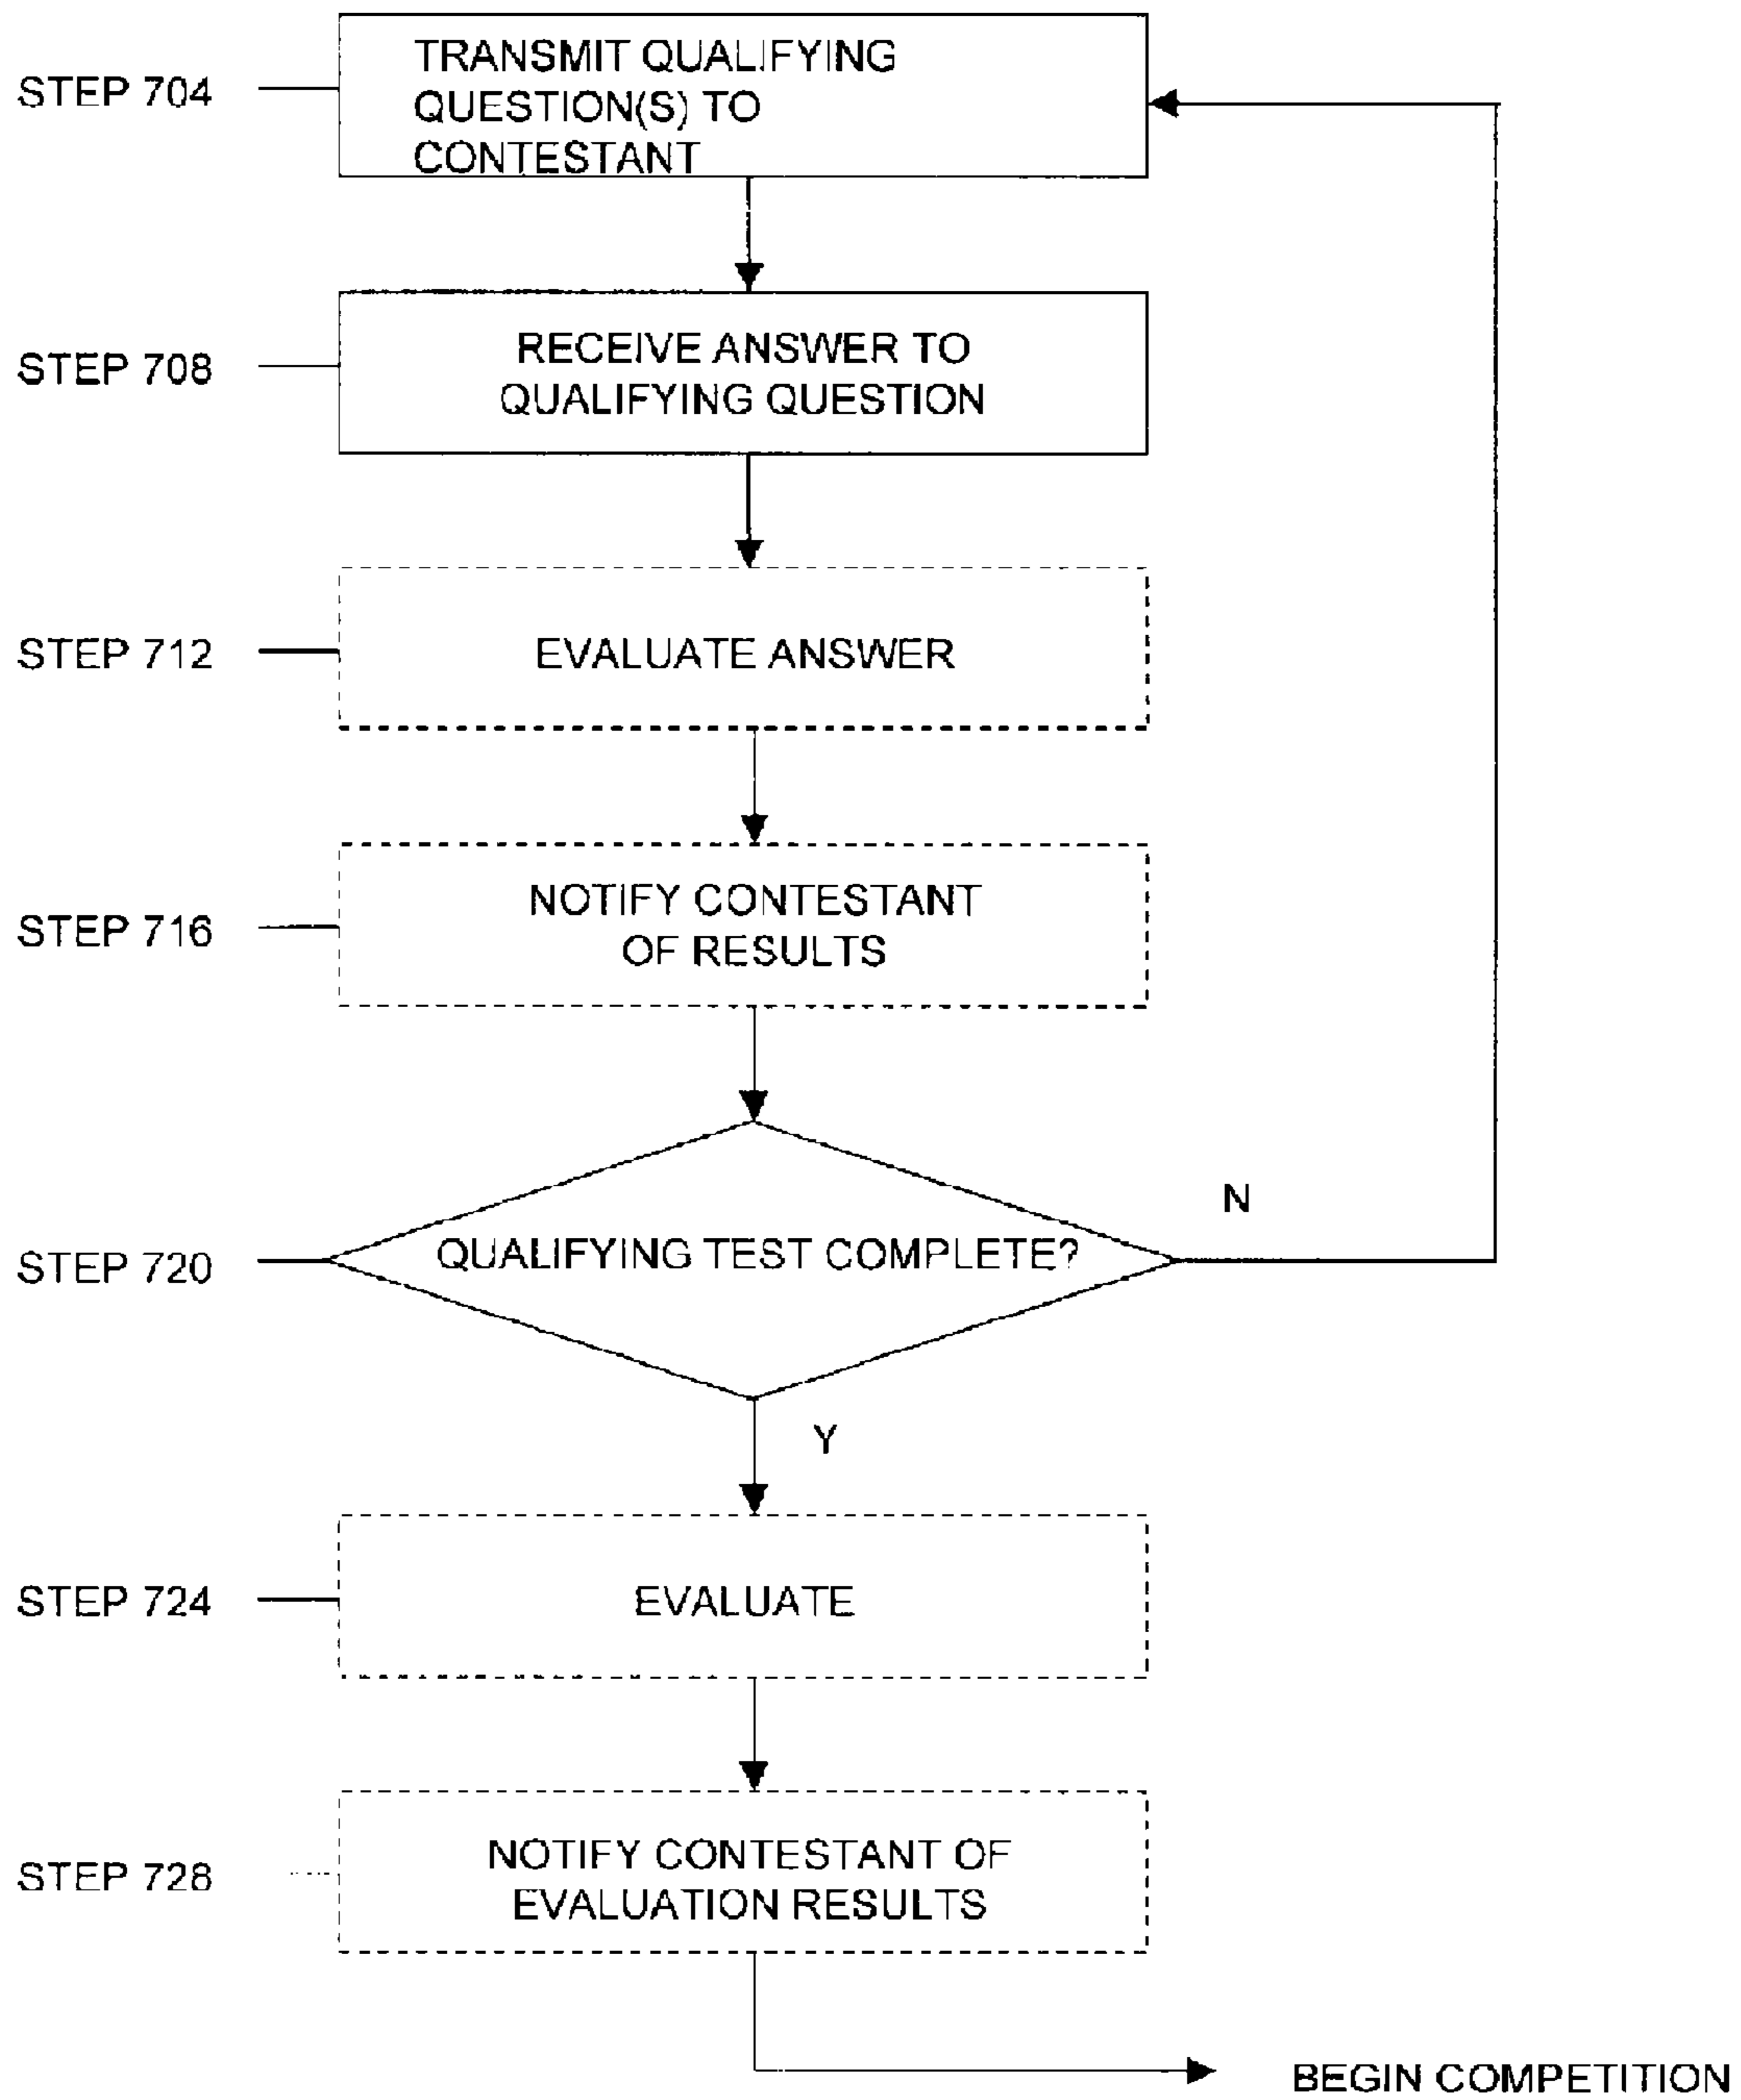 STEP 704
TRANSMIT QUALIFYING
QUESTION(S) TO
CONTESTANT
STEP 708
RECEIVE ANSWER TO
QUALIFYING QUESTION
STEP 712
EVALUATE ANSWER
STEP 716
NOTIFY CONTESTANT
OF RESULTS
N
STEP 720
QUALIFYING TEST COMPLETE?
Y
STEP 724
EVALUATE
STEP 728
NOTIFY CONTESTANT OF
EVALUATION RESULTS
BEGIN COMPETITION